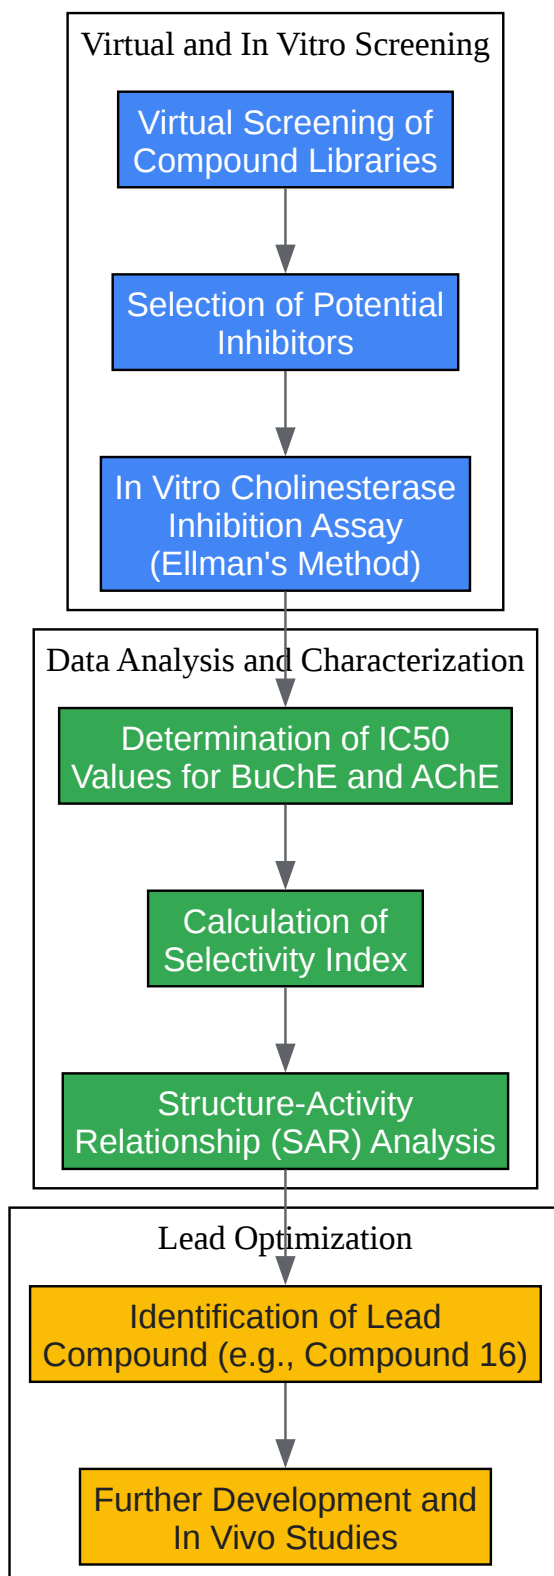 Virtual and In Vitro Screening
Virtual Screening of
Compound Libraries
Selection of Potential
Inhibitors
In Vitro Cholinesterase
Inhibition Assay
(Ellman's Method)
Data Analysis and Characterization
Determination of IC50
Values for BuChE and AChE
Calculation of
Selectivity Index
Structure-Activity
Relationship (SAR) Analysis
Lead Optimization
Identification of Lead
Compound (e.g., Compound 16)
Further Development and
In Vivo Studies